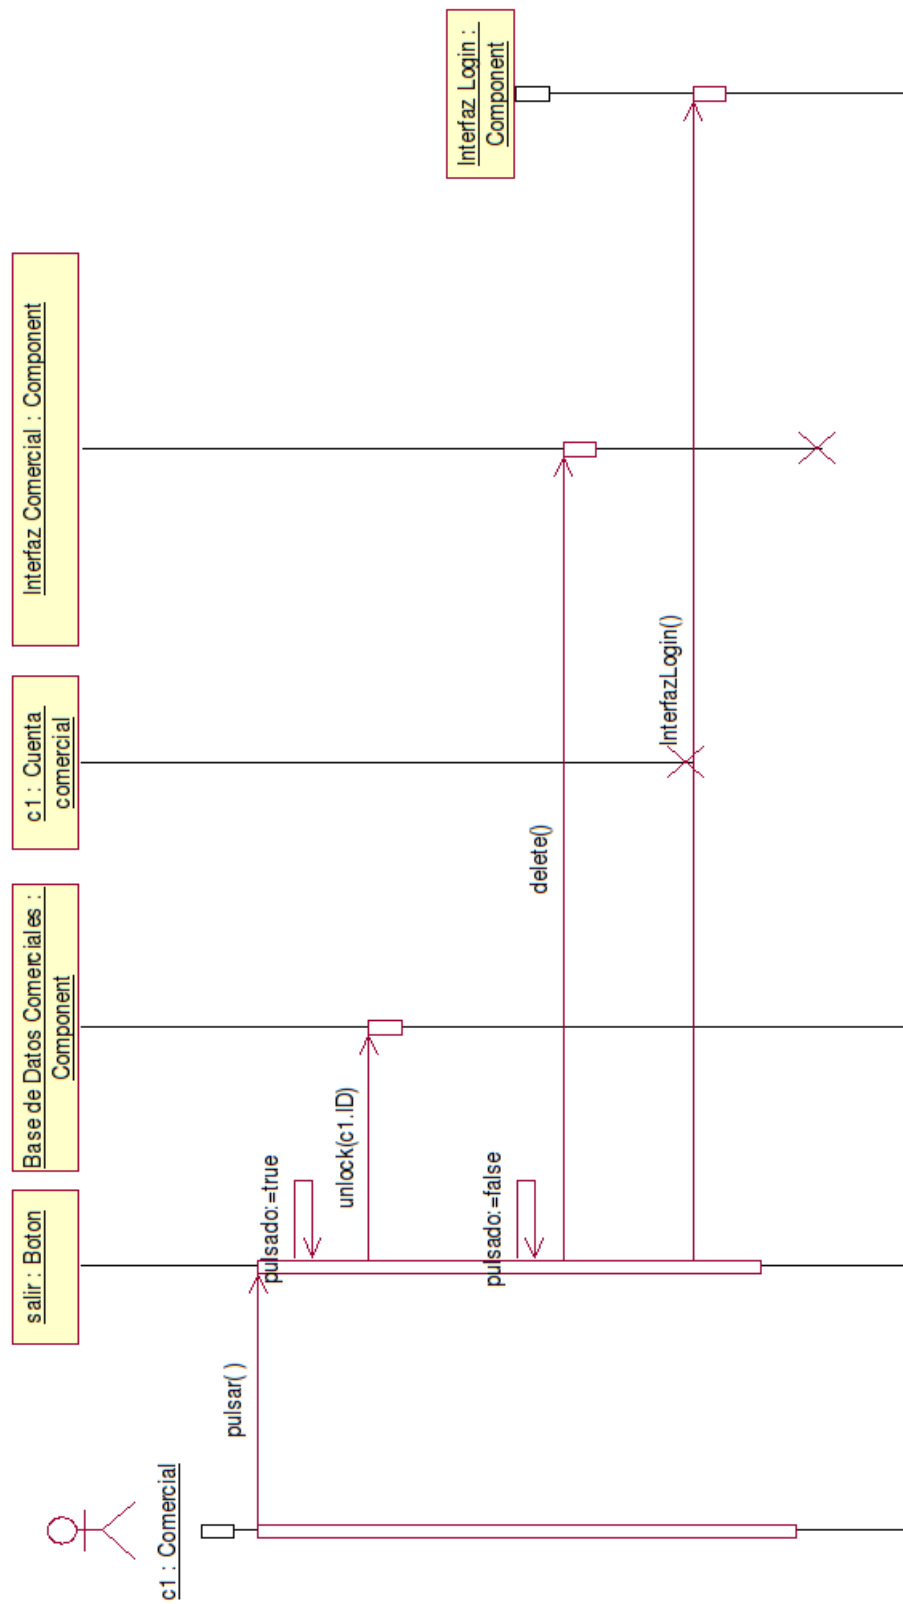 c1 : Comercial
salir : Boton
Base de Datos Comerciales :
Component
c1 : Cuenta
comercial
Interfaz Comercial : Component
Interfaz Login :
Component
pulsar( )
pulsado:=true
unlock(c1.ID)
pulsado:=false
delete()
InterfazLogin()